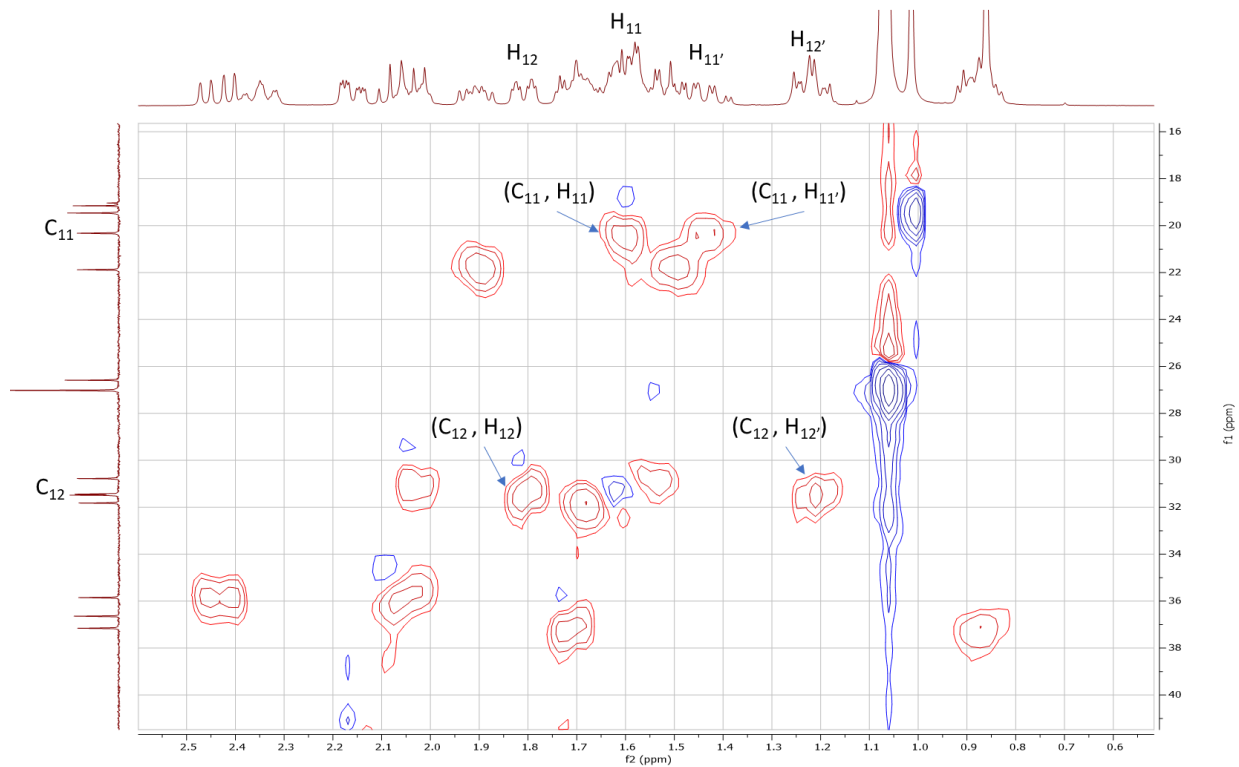 H11
H12
H11′
H12′
(C11 , H11)
(C11 , H11′)
C11
(C12 , H12)
(C12 , H12′)
C12
16
18
20
22
24
26
28
30
32
34
36
38
40
f1 (ppm)
2.5 2.4 2.3 2.2 2.1 2.0 1.9 1.8 1.7 1.6 1.5 1.4 1.3 1.2 1.1 1.0 0.9 0.8 0.7 0.6
f2 (ppm)